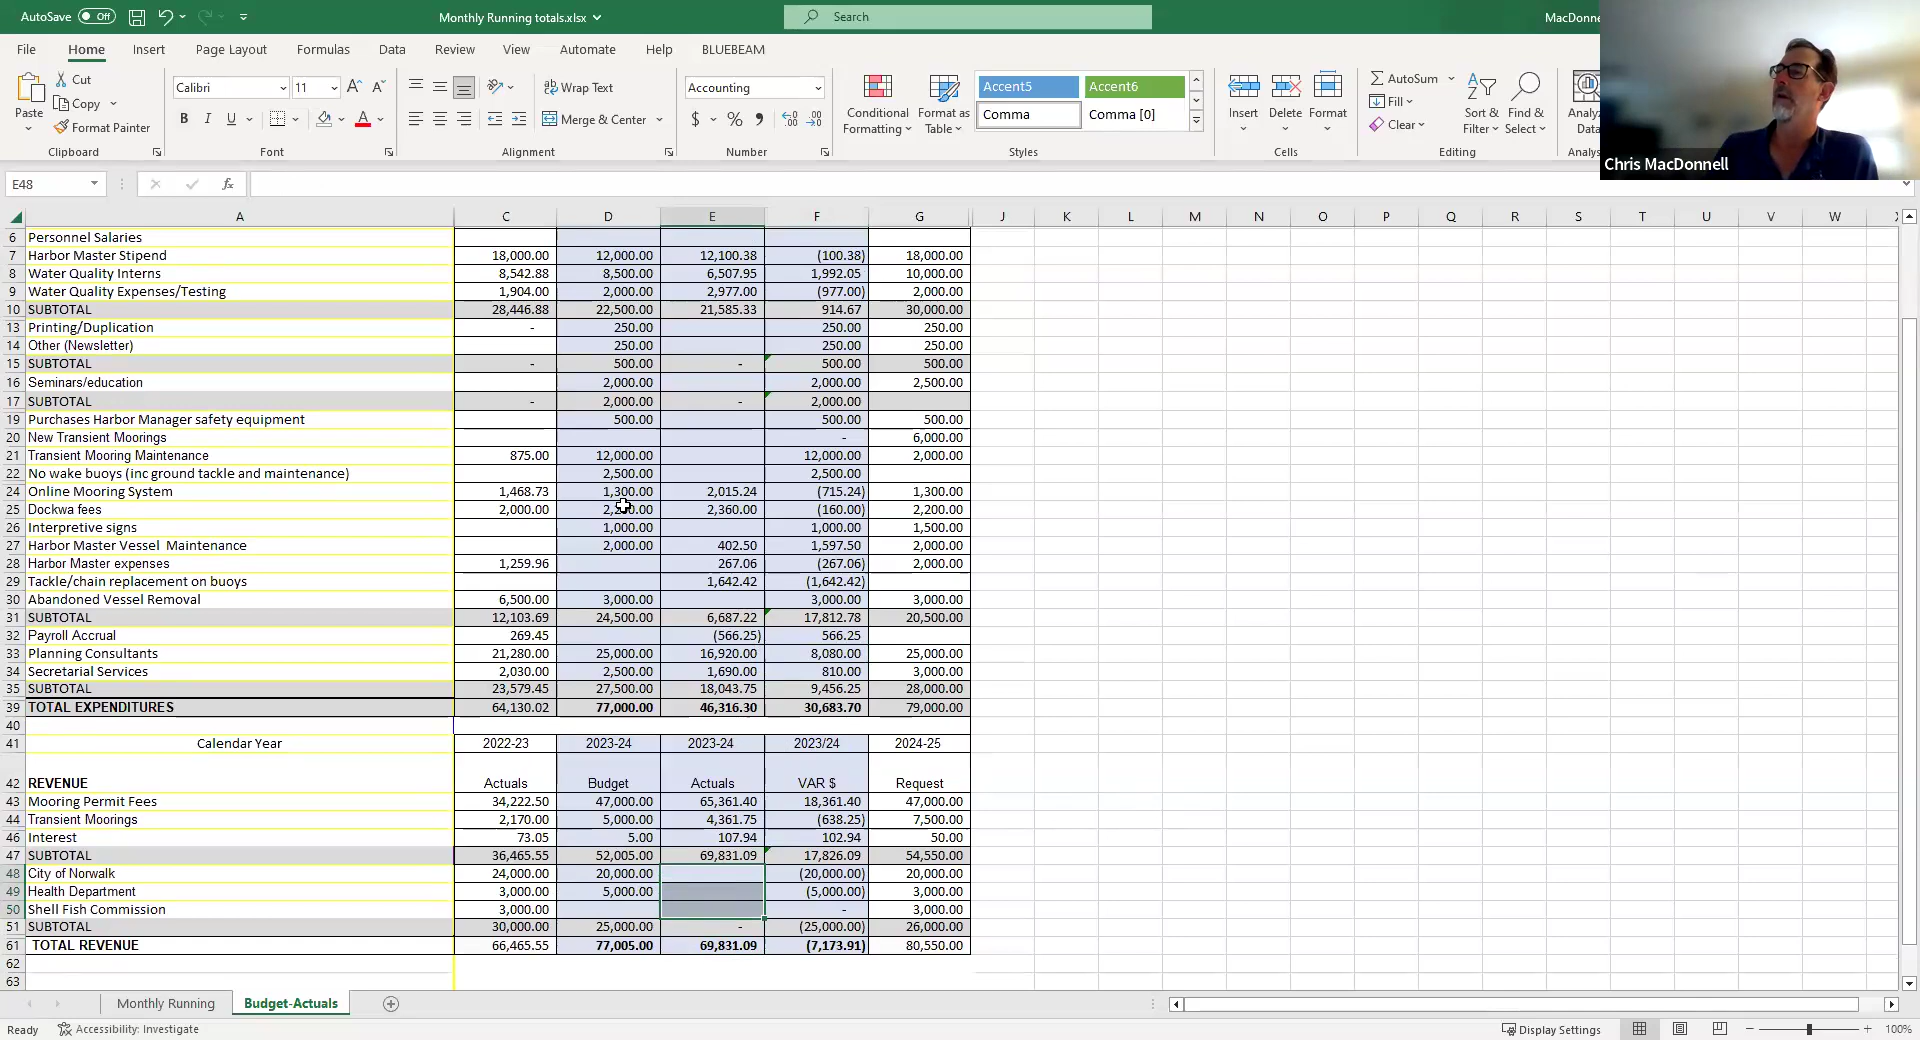 AutoSave Off Monthly Running totals.xlsx Search MacDonne
File Home Insert Page Layout Formulas Data Review View Automate Help BLUEBEAM
Paste Cut Copy Format Painter
Calibri 11
B I U
Wrap Text
Merge & Center
Accounting
$ % 9
Conditional Formatting
Format as Table
Accent5 Accent6
Comma Comma [0]
Insert Delete Format
AutoSum
Fill
Clear
Sort & Filter
Find & Select
Analyz
Data
Clipboard Font Alignment Number Styles Cells Editing Analys
Chris MacDonnell
E48 fx
A C D E F G J K L M N O P Q R S T U V W
6 Personnel Salaries
7 Harbor Master Stipend 18,000.00 12,000.00 12,100.38 (100.38) 18,000.00
8 Water Quality Interns 8,542.88 8,500.00 6,507.95 1,992.05 10,000.00
9 Water Quality Expenses/Testing 1,904.00 2,000.00 2,977.00 (977.00) 2,000.00
10 SUBTOTAL 28,446.88 22,500.00 21,585.33 914.67 30,000.00
13 Printing/Duplication - 250.00 250.00 250.00
14 Other (Newsletter) 250.00 250.00 250.00
15 SUBTOTAL - 500.00 - 500.00 500.00
16 Seminars/education 2,000.00 2,000.00 2,500.00
17 SUBTOTAL - 2,000.00 - 2,000.00
19 Purchases Harbor Manager safety equipment 500.00 500.00 500.00
20 New Transient Moorings - 6,000.00
21 Transient Mooring Maintenance 875.00 12,000.00 12,000.00 2,000.00
22 No wake buoys (inc ground tackle and maintenance) 2,500.00 2,500.00
24 Online Mooring System 1,468.73 1,300.00 2,015.24 (715.24) 1,300.00
25 Dockwa fees 2,000.00 2,360.00 (160.00) 2,200.00
26 Interpretive signs 1,000.00 1,000.00 1,500.00
27 Harbor Master Vessel Maintenance 2,000.00 402.50 1,597.50 2,000.00
28 Harbor Master expenses 1,259.96 267.06 (267.06) 2,000.00
29 Tackle/chain replacement on buoys 1,642.42 (1,642.42)
30 Abandoned Vessel Removal 6,500.00 3,000.00 3,000.00 3,000.00
31 SUBTOTAL 12,103.69 24,500.00 6,687.22 17,812.78 20,500.00
32 Payroll Accrual 269.45 (566.25) 566.25
33 Planning Consultants 21,280.00 25,000.00 16,920.00 8,080.00 25,000.00
34 Secretarial Services 2,030.00 2,500.00 1,690.00 810.00 3,000.00
35 SUBTOTAL 23,579.45 27,500.00 18,043.75 9,456.25 28,000.00
39 TOTAL EXPENDITURES 64,130.02 77,000.00 46,316.30 30,683.70 79,000.00
40
41 Calendar Year 2022-23 2023-24 2023-24 2023/24 2024-25
42 REVENUE Actuals Budget Actuals VAR $ Request
43 Mooring Permit Fees 34,222.50 47,000.00 65,361.40 18,361.40 47,000.00
44 Transient Moorings 2,170.00 5,000.00 4,361.75 (638.25) 7,500.00
46 Interest 73.05 5.00 107.94 102.94 50.00
47 SUBTOTAL 36,465.55 52,005.00 69,831.09 17,826.09 54,550.00
48 City of Norwalk 24,000.00 20,000.00 (20,000.00) 20,000.00
49 Health Department 3,000.00 5,000.00 (5,000.00) 3,000.00
50 Shell Fish Commission 3,000.00 - 3,000.00
51 SUBTOTAL 30,000.00 25,000.00 - (25,000.00) 26,000.00
61 TOTAL REVENUE 66,465.55 77,005.00 69,831.09 (7,173.91) 80,550.00
62
63
Monthly Running Budget-Actuals
Ready Accessibility: Investigate Display Settings 100%